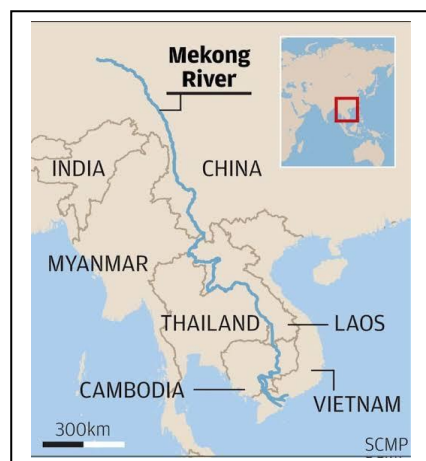 Mekong
River
INDIA
CHINA
MYANMAR
THAILAND
LAOS
CAMBODIA
VIETNAM
300km
SCMP